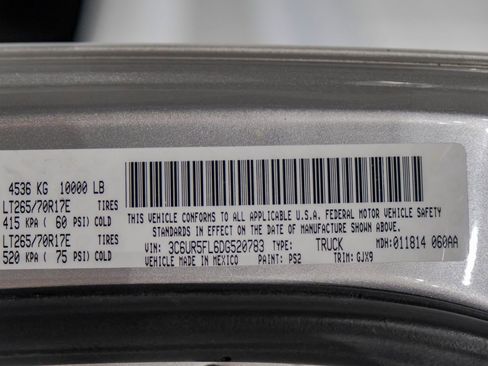 4536 KG 10000 LB
LT265/70R17E TIRES
415 KPA ( 60 PSI) COLD
LT265/70R17E TIRES
520 KPA ( 75 PSI) COLD
THIS VEHICLE CONFORMS TO ALL APPLICABLE U.S.A. FEDERAL MOTOR VEHICLE SAFETY
STANDARDS IN EFFECT ON THE DATE OF MANUFACTURE SHOWN ABOVE.
VIN: 3C6UR5FL6DG520783 TYPE: TRUCK MDH: 011814 060AA
VEHICLE MADE IN MEXICO PAINT: PS2 TRIM: GJX9